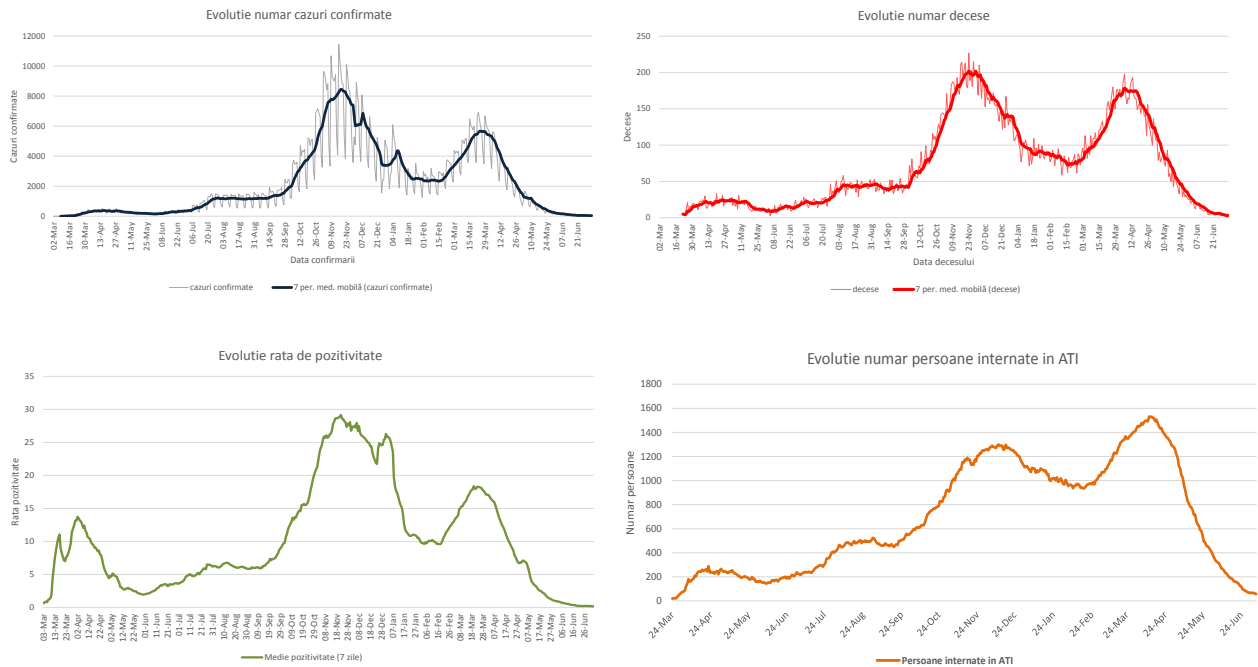 Evolutie numar cazuri confirmate
12000
10000
8000
6000
4000
2000
0
Cazuri confirmate
02-Mar 16-Mar 30-Mar 13-Apr 27-Apr 11-May 25-May 08-Jun 22-Jun 06-Jul 20-Jul 03-Aug 17-Aug 31-Aug 14-Sep 28-Sep 12-Oct 26-Oct 09-Nov 23-Nov 07-Dec 21-Dec 04-Jan 18-Jan 01-Feb 15-Feb 01-Mar 15-Mar 29-Mar 12-Apr 26-Apr 10-May 24-May 07-Jun 21-Jun
Data confirmarii
cazuri confirmate 7 per. med. mobilă (cazuri confirmate)
Evolutie numar decese
250
200
150
100
50
0
Decese
02-Mar 16-Mar 30-Mar 13-Apr 27-Apr 11-May 25-May 08-Jun 22-Jun 06-Jul 20-Jul 03-Aug 17-Aug 31-Aug 14-Sep 28-Sep 12-Oct 26-Oct 09-Nov 23-Nov 07-Dec 21-Dec 04-Jan 18-Jan 01-Feb 15-Feb 01-Mar 15-Mar 29-Mar 12-Apr 26-Apr 10-May 24-May 07-Jun 21-Jun
Data decesului
decese 7 per. med. mobilă (decese)
Evolutie rata de pozitivitate
35
30
25
20
15
10
5
0
Rata pozitivitate
03-Mar 13-Mar 23-Mar 02-Apr 12-Apr 22-Apr 02-May 12-May 22-May 01-Jun 11-Jun 21-Jun 01-Jul 11-Jul 21-Jul 31-Jul 10-Aug 20-Aug 30-Aug 09-Sep 19-Sep 29-Sep 09-Oct 19-Oct 29-Oct 08-Nov 18-Nov 28-Nov 08-Dec 18-Dec 28-Dec 07-Jan 17-Jan 27-Jan 06-Feb 16-Feb 26-Feb 08-Mar 18-Mar 28-Mar 07-Apr 17-Apr 27-Apr 07-May 17-May 27-May 06-Jun 16-Jun 26-Jun
Medie pozitivitate (7 zile)
Evolutie numar persoane internate in ATI
1800
1600
1400
1200
1000
800
600
400
200
0
Numar persoane
24-Mar 24-Apr 24-May 24-Jun 24-Jul 24-Aug 24-Sep 24-Oct 24-Nov 24-Dec 24-Jan 24-Feb 24-Mar 24-Apr 24-May 24-Jun
Persoane internate in ATI